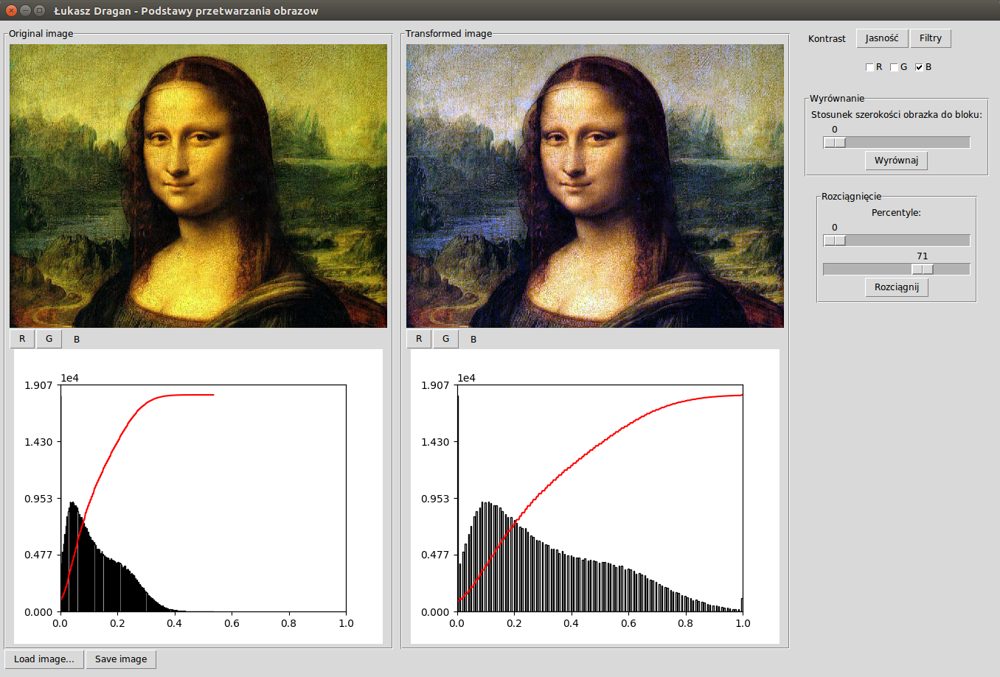 Łukasz Dragan - Podstawy przetwarzania obrazow
Original image
R G B
1e4
1.907
1.430
0.953
0.477
0.000
0.0 0.2 0.4 0.6 0.8 1.0
Load image... Save image
Transformed image
R G B
1e4
1.907
1.430
0.953
0.477
0.000
0.0 0.2 0.4 0.6 0.8 1.0
Kontrast Jasność Filtry
R G B
Wyrównanie
Stosunek szerokości obrazka do bloku:
0
Wyrównaj
Rozciągnięcie
Percentyle:
0
71
Rozciągnij